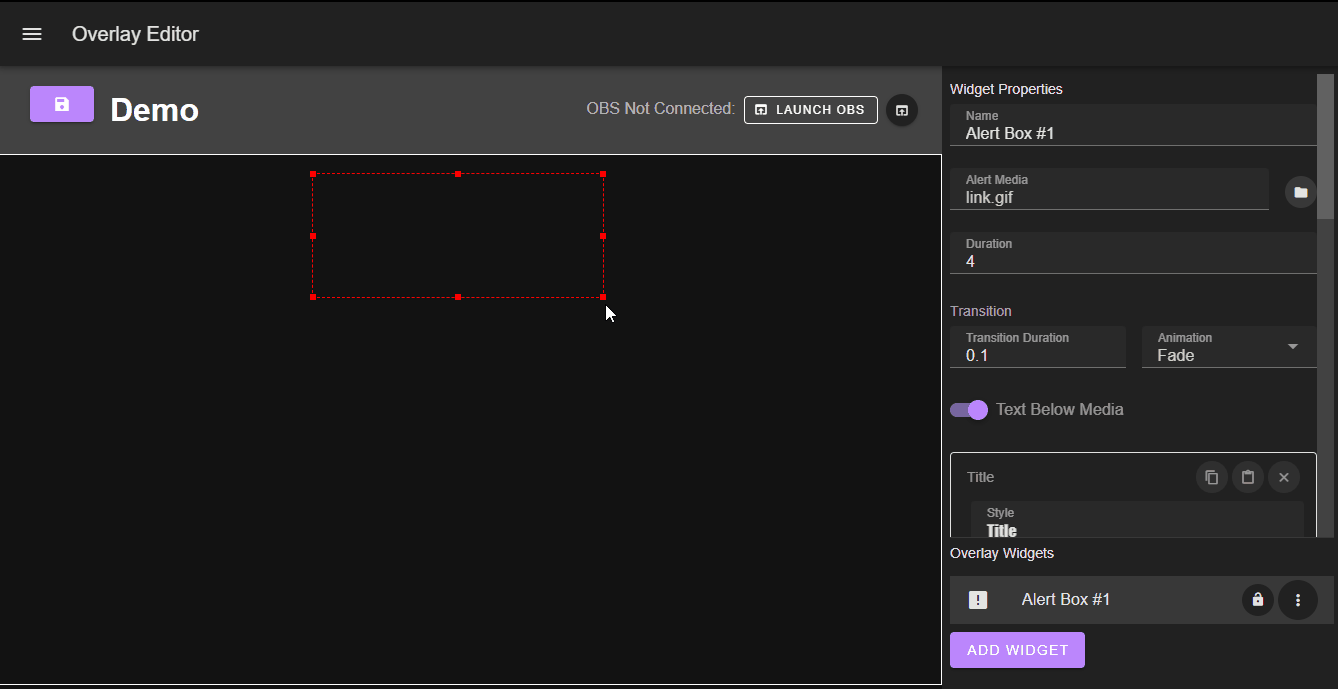 Overlay Editor
Demo
OBS Not Connected:
LAUNCH OBS
Widget Properties
Name
Alert Box #1
Alert Media
link.gif
Duration
4
Transition
Transition Duration
0.1
Animation
Fade
Text Below Media
Title
Style
Title
Overlay Widgets
Alert Box #1
ADD WIDGET